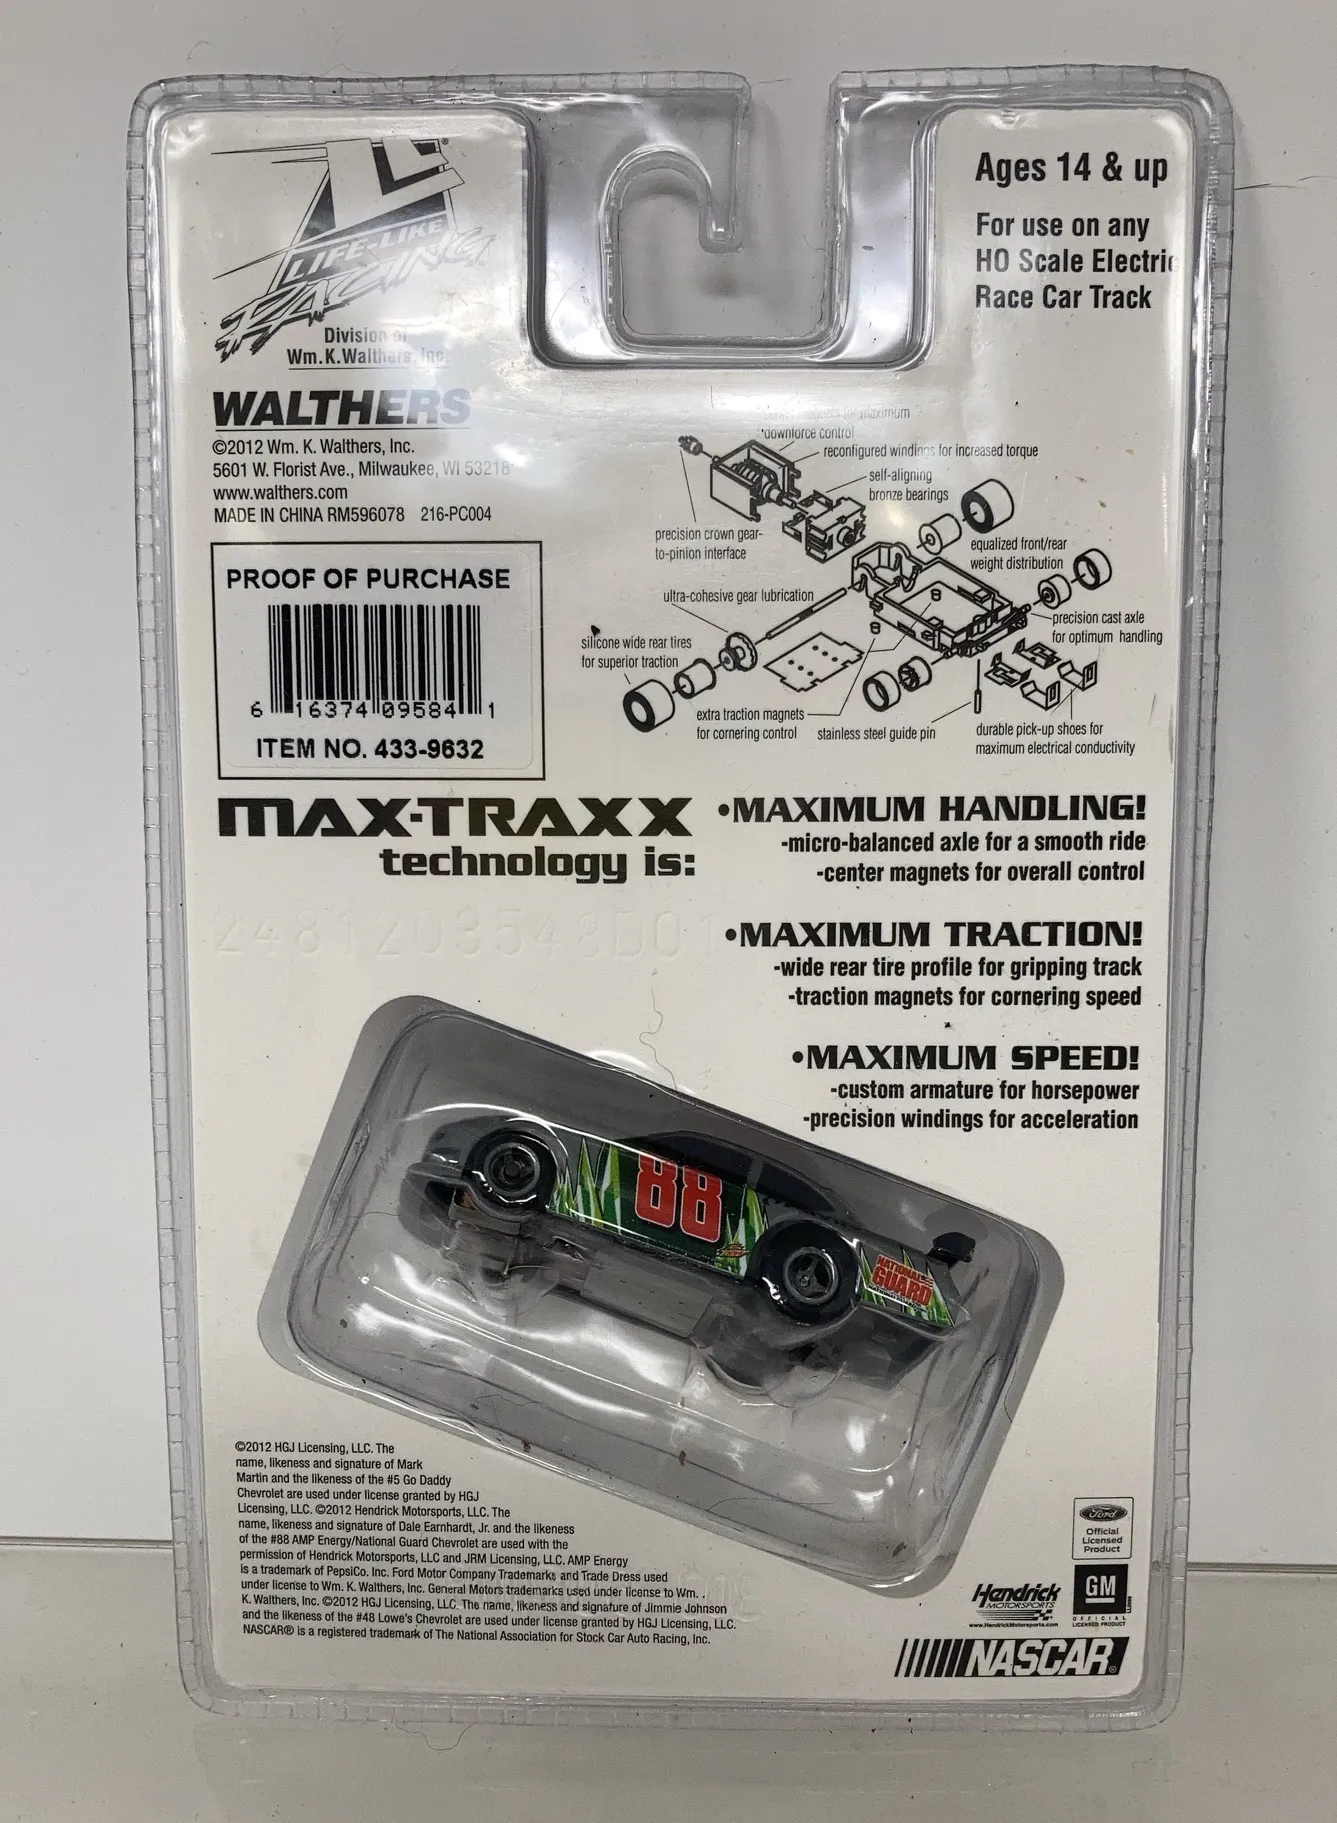 LIFE-LIKE
RACING
Division of
Wm. K. Walthers, Inc.
WALTHERS
©2012 Wm. K. Walthers, Inc.
5601 W. Florist Ave., Milwaukee, WI 53218
www.walthers.com
MADE IN CHINA RM596078 216-PC004
PROOF OF PURCHASE
6 16374 09584 1
ITEM NO. 433-9632
Ages 14 & up
For use on any
HO Scale Electric
Race Car Track
magnets for maximum
downforce control
reconfigured windings for increased torque
self-aligning
bronze bearings
precision crown gear-
to-pinion interface
equalized front/rear
weight distribution
ultra-cohesive gear lubrication
precision cast axle
for optimum handling
silicone wide rear tires
for superior traction
extra traction magnets
for cornering control
stainless steel guide pin
durable pick-up shoes for
maximum electrical conductivity
MAX-TRAXX
technology is:
•MAXIMUM HANDLING!
-micro-balanced axle for a smooth ride
-center magnets for overall control
•MAXIMUM TRACTION!
-wide rear tire profile for gripping track
-traction magnets for cornering speed
•MAXIMUM SPEED!
-custom armature for horsepower
-precision windings for acceleration
2481203548D01
88
NATIONAL
GUARD
©2012 HGJ Licensing, LLC. The
name, likeness and signature of Mark
Martin and the likeness of the #5 Go Daddy
Chevrolet are used under license granted by HGJ
Licensing, LLC. ©2012 Hendrick Motorsports, LLC. The
name, likeness and signature of Dale Earnhardt, Jr. and the likeness
of the #88 AMP Energy/National Guard Chevrolet are used with the
permission of Hendrick Motorsports, LLC and JRM Licensing, LLC. AMP Energy
is a trademark of PepsiCo. Inc. Ford Motor Company Trademarks and Trade Dress used
under license to Wm. K. Walthers, Inc. General Motors trademarks used under license to Wm. .
K. Walthers, Inc. ©2012 HGJ Licensing, LLC. The name, likeness and signature of Jimmie Johnson
and the likeness of the #48 Lowe's Chevrolet are used under license granted by HGJ Licensing, LLC.
NASCAR® is a registered trademark of The National Association for Stock Car Auto Racing, Inc.
Ford
Official
Licensed
Product
Hendrick
MOTORSPORTS
www.HendrickMotorsports.com
GM
OFFICIAL
LICENSED PRODUCT
NASCAR®